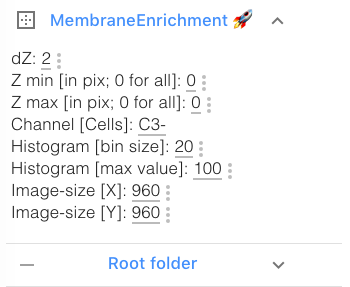 MembraneEnrichment 🚀
dZ: 2
Z min [in pix; 0 for all]: 0
Z max [in pix; 0 for all]: 0
Channel [Cells]: C3-
Histogram [bin size]: 20
Histogram [max value]: 100
Image-size [X]: 960
Image-size [Y]: 960
Root folder